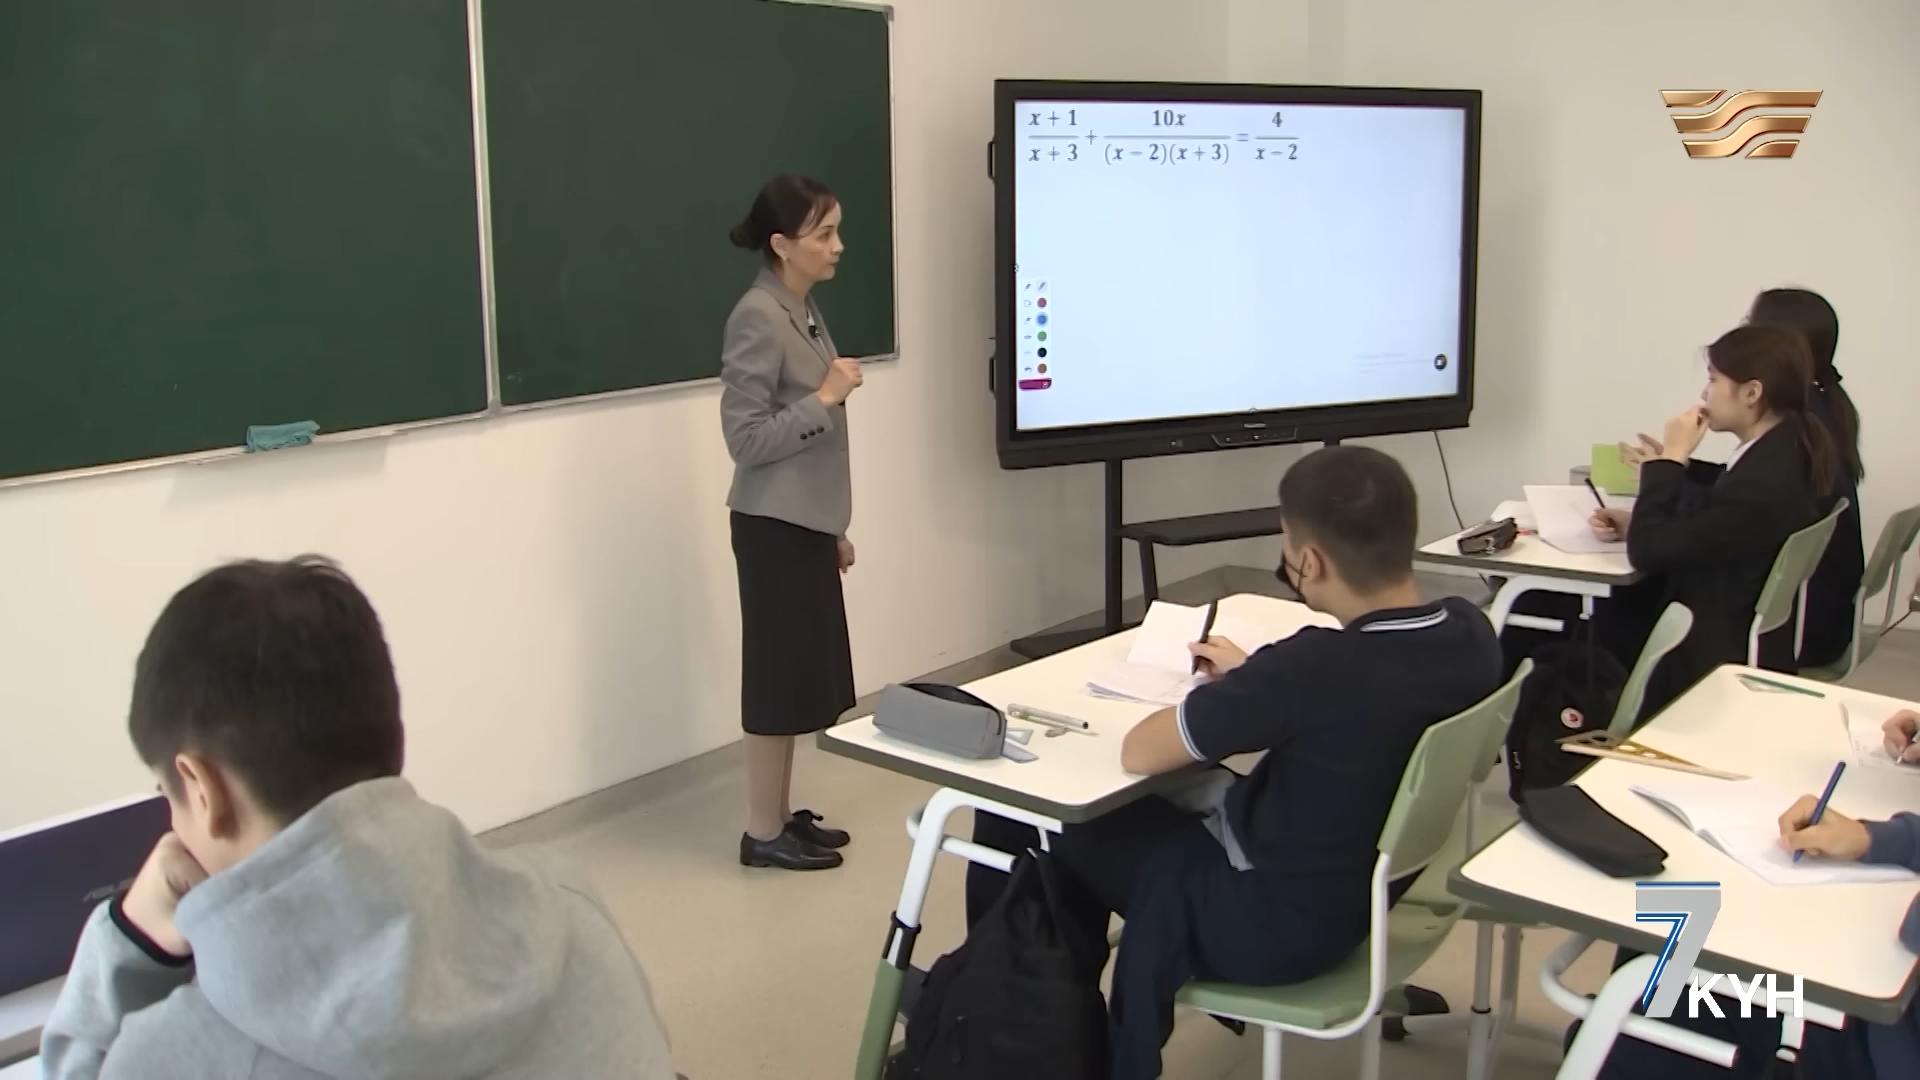 x + 1 / x + 3 + 10x / (x − 2)(x + 3) = 4 / x − 2
7 КҮН